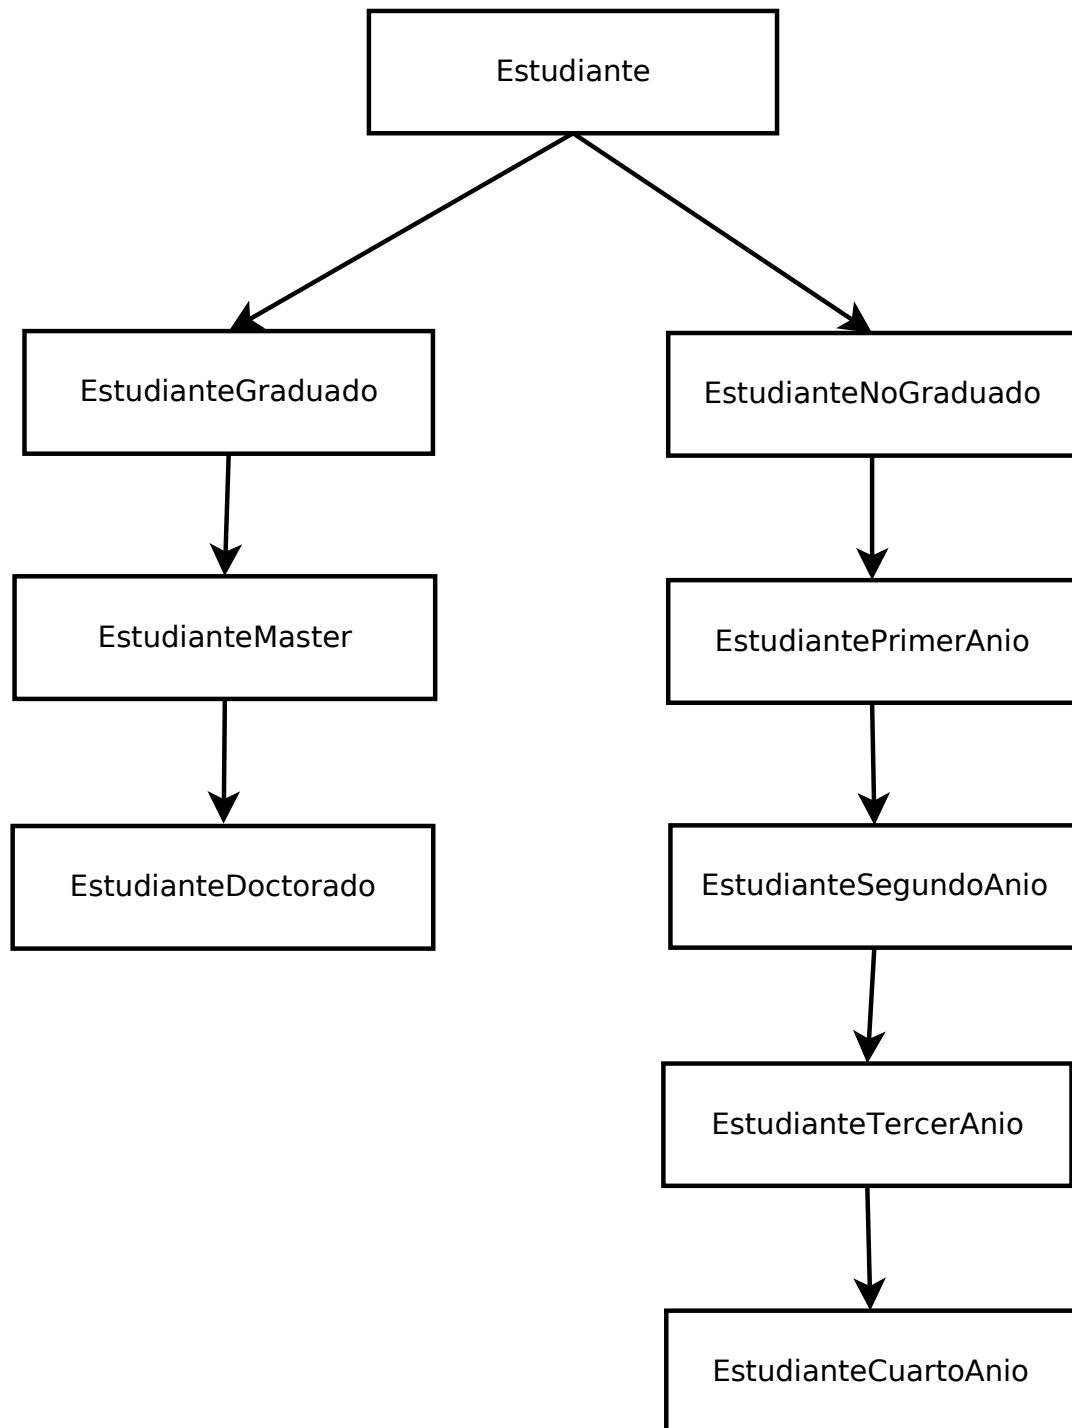 Estudiante
EstudianteGraduado
EstudianteNoGraduado
EstudianteMaster
EstudiantePrimerAnio
EstudianteDoctorado
EstudianteSegundoAnio
EstudianteTercerAnio
EstudianteCuartoAnio